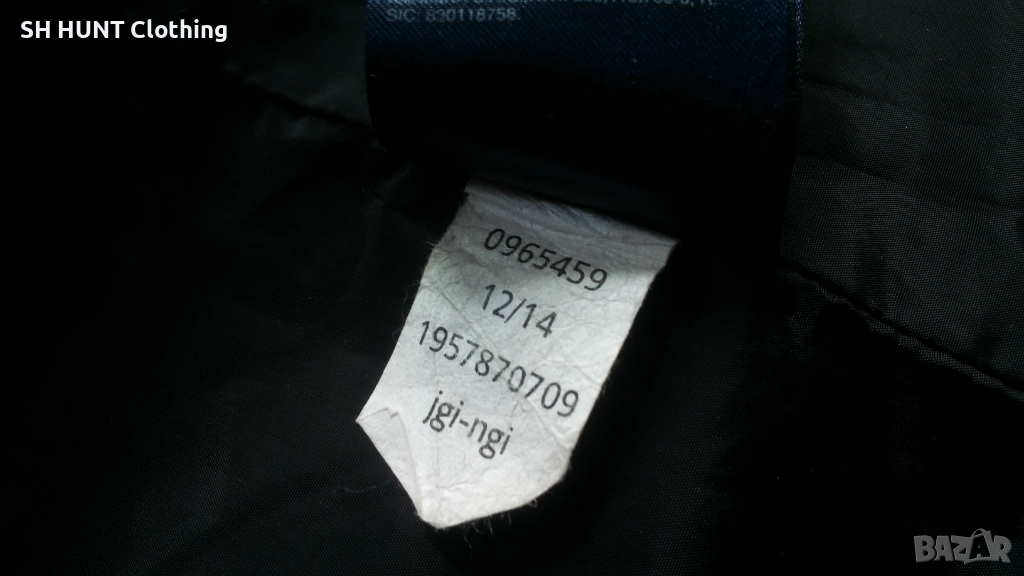 SH HUNT Clothing
SIC: 830118758.
0965459
12/14
1957870709
jgi-ngi
BAZAR